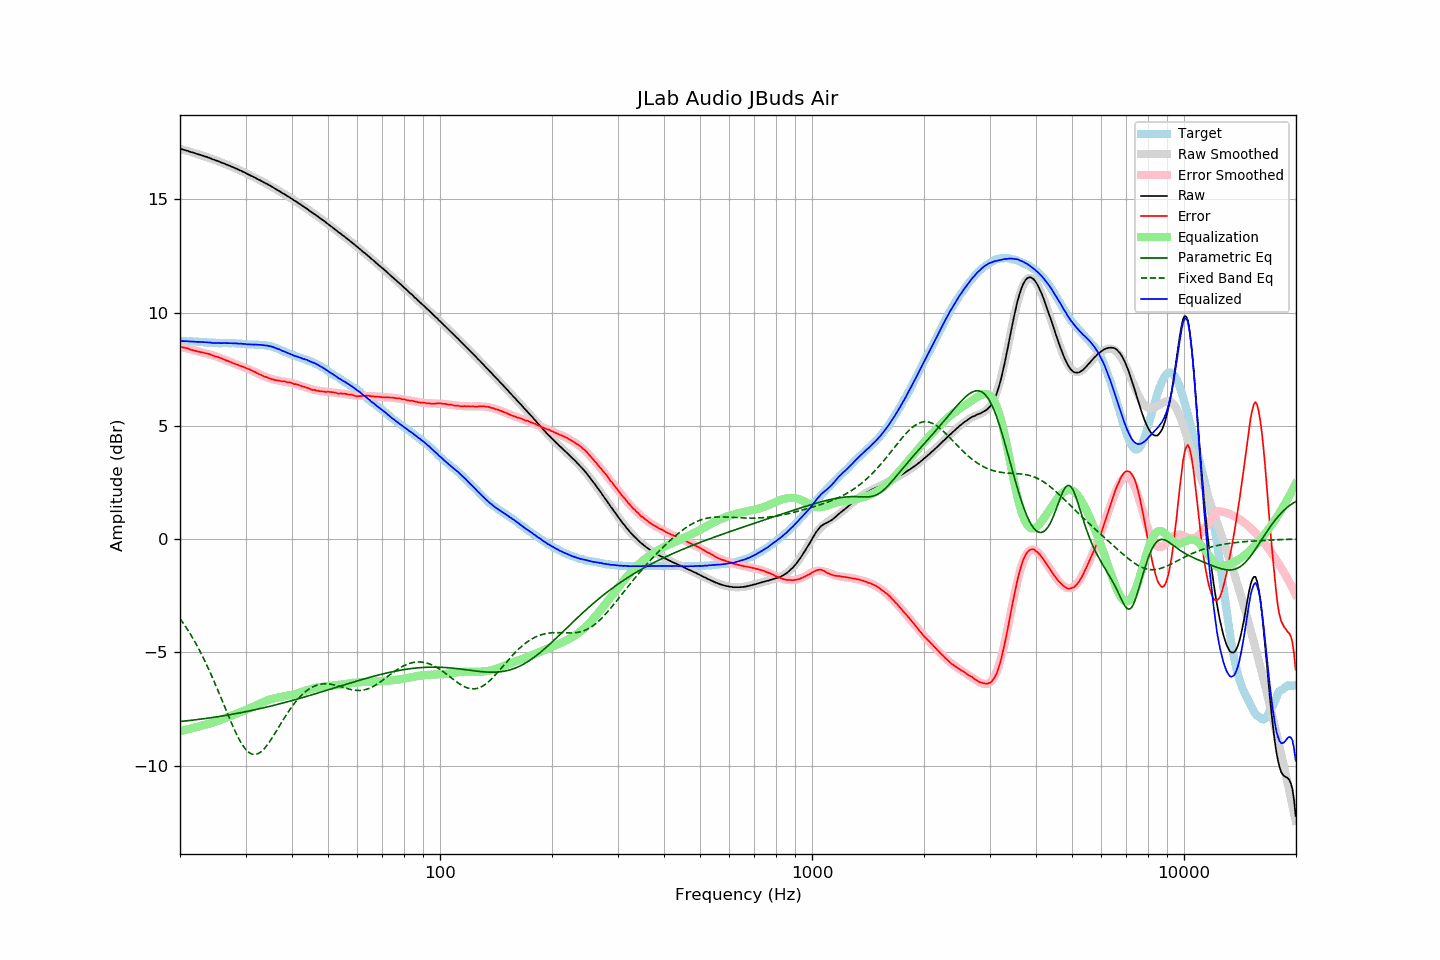 JLab Audio JBuds Air
Target
Raw Smoothed
Error Smoothed
Raw
Error
Equalization
Parametric Eq
Fixed Band Eq
Equalized
15
10
5
0
−5
−10
Amplitude (dBr)
100 1000 10000
Frequency (Hz)